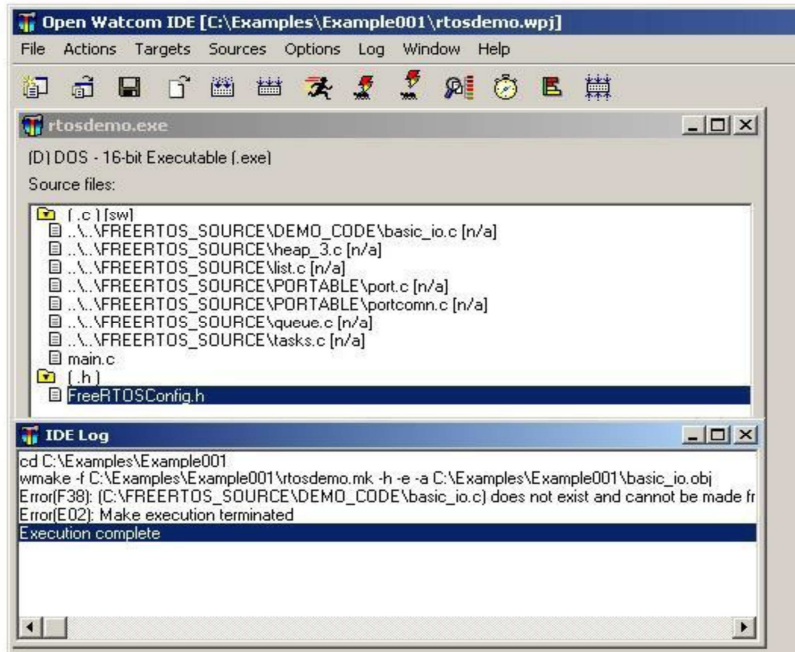 Open Watcom IDE [C:\Examples\Example001\rtosdemo.wpj]
File Actions Targets Sources Options Log Window Help
rtosdemo.exe
(D) DOS - 16-bit Executable (.exe)
Source files:
(.c) [sw]
..\..\FREERTOS_SOURCE\DEMO_CODE\basic_io.c [n/a]
..\..\FREERTOS_SOURCE\heap_3.c [n/a]
..\..\FREERTOS_SOURCE\list.c [n/a]
..\..\FREERTOS_SOURCE\PORTABLE\port.c [n/a]
..\..\FREERTOS_SOURCE\PORTABLE\portcomn.c [n/a]
..\..\FREERTOS_SOURCE\queue.c [n/a]
..\..\FREERTOS_SOURCE\tasks.c [n/a]
main.c
(.h)
FreeRTOSConfig.h
IDE Log
cd C:\Examples\Example001
wmake -f C:\Examples\Example001\rtosdemo.mk -h -e -a C:\Examples\Example001\basic_io.obj
Error(F38): (C:\FREERTOS_SOURCE\DEMO_CODE\basic_io.c) does not exist and cannot be made fr
Error(E02): Make execution terminated
Execution complete